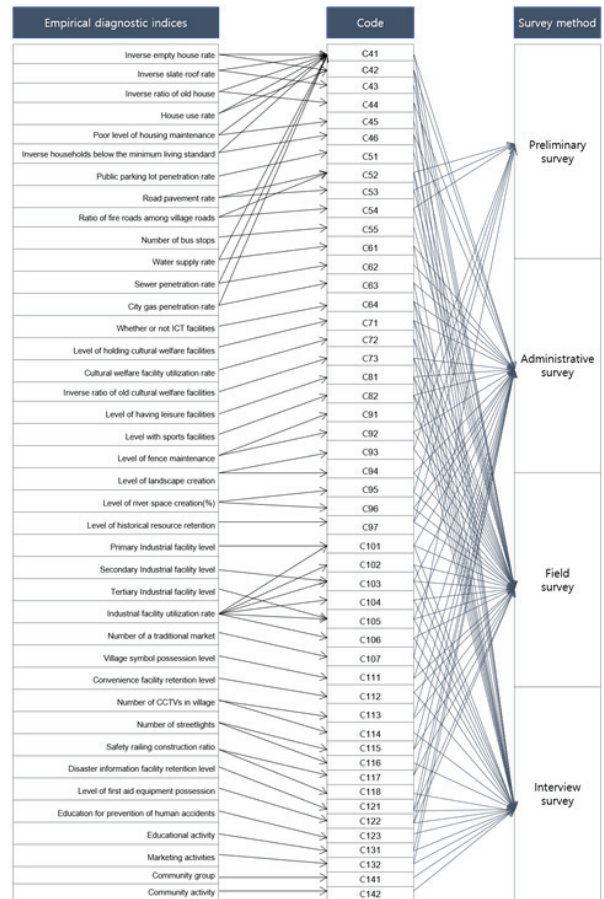 Empirical diagnostic indices
Code
Survey method
Inverse empty house rate
Inverse slate roof rate
Inverse ratio of old house
House use rate
Poor level of housing maintenance
Inverse households below the minimum living standard
Public parking lot penetration rate
Road pavement rate
Ratio of fire roads among village roads
Number of bus stops
Water supply rate
Sewer penetration rate
City gas penetration rate
Whether or not ICT facilities
Level of holding cultural welfare facilities
Cultural welfare facility utilization rate
Inverse ratio of old cultural welfare facilities
Level of having leisure facilities
Level with sports facilities
Level of fence maintenance
Level of landscape creation
Level of river space creation(%)
Level of historical resource retention
Primary Industrial facility level
Secondary Industrial facility level
Tertiary Industrial facility level
Industrial facility utilization rate
Number of a traditional market
Village symbol possession level
Convenience facility retention level
Number of CCTVs in village
Number of streetlights
Safety railing construction ratio
Disaster information facility retention level
Level of first aid equipment possession
Education for prevention of human accidents
Educational activity
Marketing activities
Community group
Community activity
C41
C42
C43
C44
C45
C46
C51
C52
C53
C54
C55
C61
C62
C63
C64
C71
C72
C73
C81
C82
C91
C92
C93
C94
C95
C96
C97
C101
C102
C103
C104
C105
C106
C107
C111
C112
C113
C114
C115
C116
C117
C118
C121
C122
C123
C131
C132
C141
C142
Preliminary
survey
Administrative
survey
Field
survey
Interview
survey